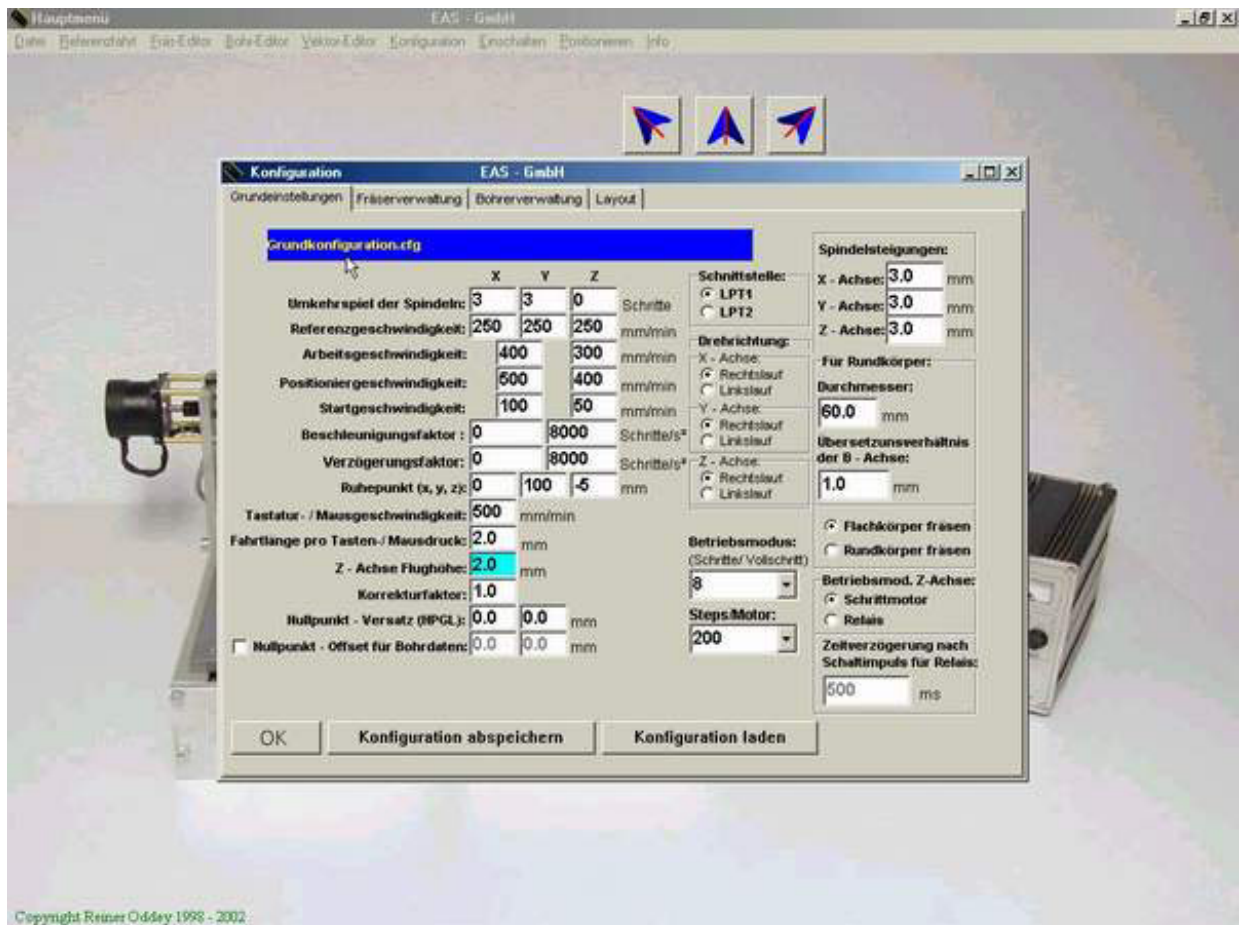 Hauptmenü EAS - GmbH
Datei Referenzfahrt Fräs-Editor Bohr-Editor Vektor-Editor Konfiguration Einschalten Positionieren Info
Konfiguration EAS - GmbH
Grundeinstellungen Fräserverwaltung Bohrerverwaltung Layout
Grundkonfiguration.cfg
X Y Z
Umkehrspiel der Spindeln: 3 3 0 Schritte
Referenzgeschwindigkeit: 250 250 250 mm/min
Arbeitsgeschwindigkeit: 400 300 mm/min
Positioniergeschwindigkeit: 500 400 mm/min
Startgeschwindigkeit: 100 50 mm/min
Beschleunigungsfaktor : 0 8000 Schritte/s²
Verzögerungsfaktor: 0 8000 Schritte/s²
Ruhepunkt (x, y, z): 0 100 -5 mm
Tastatur- / Mausgeschwindigkeit: 500 mm/min
Fahrtlänge pro Tasten-/ Mausdruck: 2.0 mm
Z - Achse Flughöhe: 2.0 mm
Korrekturfaktor: 1.0
Nullpunkt - Versatz (HPGL): 0.0 0.0 mm
Nullpunkt - Offset für Bohrdaten: 0.0 0.0 mm
Schnittstelle:
LPT1
LPT2
Drehrichtung:
X - Achse:
Rechtslauf
Linkslauf
Y - Achse:
Rechtslauf
Linkslauf
Z - Achse:
Rechtslauf
Linkslauf
Betriebsmodus:
(Schritte/ Vollschritt)
8
Steps/Motor:
200
Spindelsteigungen:
X - Achse: 3.0 mm
Y - Achse: 3.0 mm
Z - Achse: 3.0 mm
Für Rundkörper:
Durchmesser:
60.0 mm
Übersetzunsverhältnis
der B - Achse:
1.0 mm
Flachkörper fräsen
Rundkörper fräsen
Betriebsmod. Z-Achse:
Schrittmotor
Relais
Zeitverzögerung nach
Schaltimpuls für Relais:
500 ms
OK Konfiguration abspeichern Konfiguration laden
Copyright Reiner Oddey 1998 - 2002